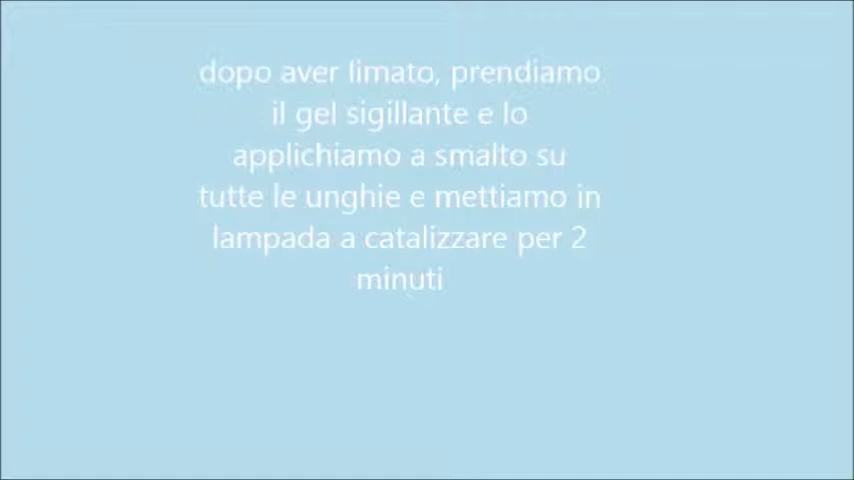 dopo aver limato, prendiamo
il gel sigillante e lo
applichiamo a smalto su
tutte le unghie e mettiamo in
lampada a catalizzare per 2
minuti